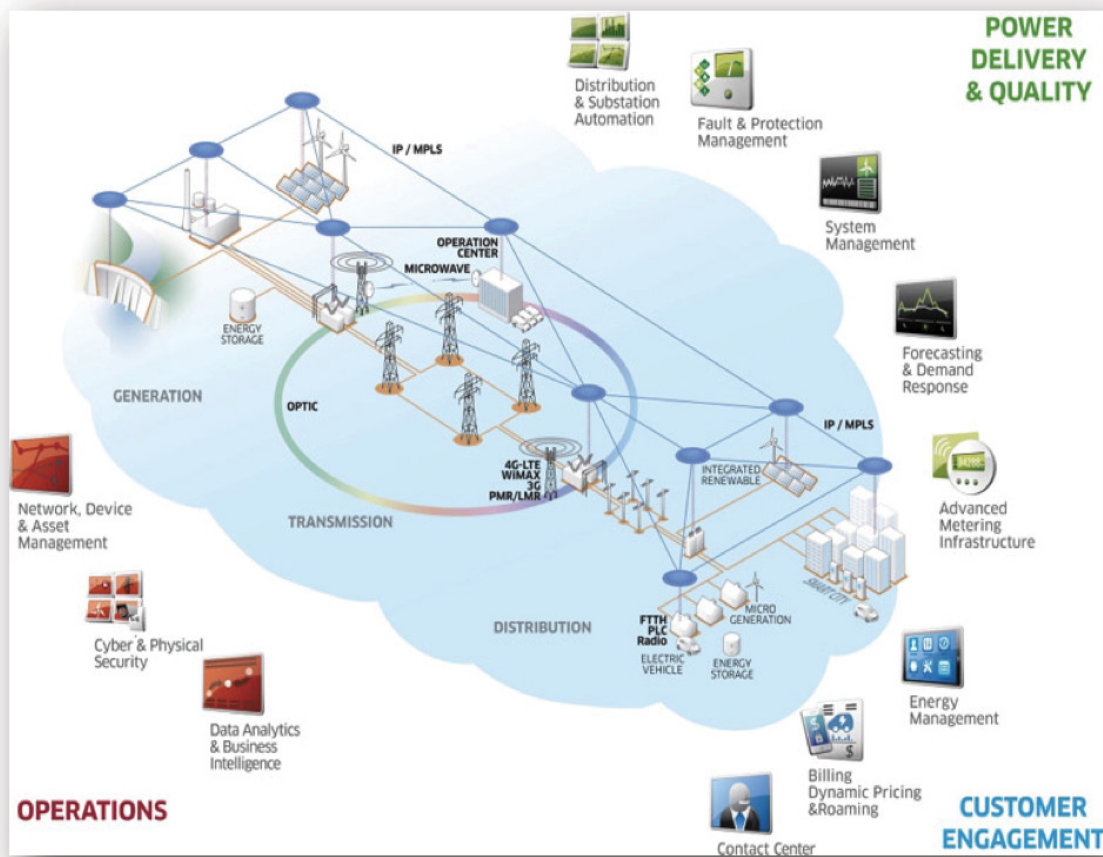 POWER
DELIVERY
& QUALITY
Distribution
& Substation
Automation
Fault & Protection
Management
IP / MPLS
System
Management
OPERATION
CENTER
MICROWAVE
ENERGY
STORAGE
Forecasting
& Demand
Response
GENERATION
OPTIC
IP / MPLS
4G-LTE
WiMAX
3G
PMR/LMR
INTEGRATED
RENEWABLE
34288
Advanced
Metering
Infrastructure
Network, Device
& Asset
Management
TRANSMISSION
SMART CITY
DISTRIBUTION
MICRO
GENERATION
FTTH
PLC
Radio
ELECTRIC
VEHICLE
ENERGY
STORAGE
Cyber & Physical
Security
Energy
Management
Data Analytics
& Business
Intelligence
$
$
Billing
Dynamic Pricing
&Roaming
OPERATIONS
Contact Center
CUSTOMER
ENGAGEMENT